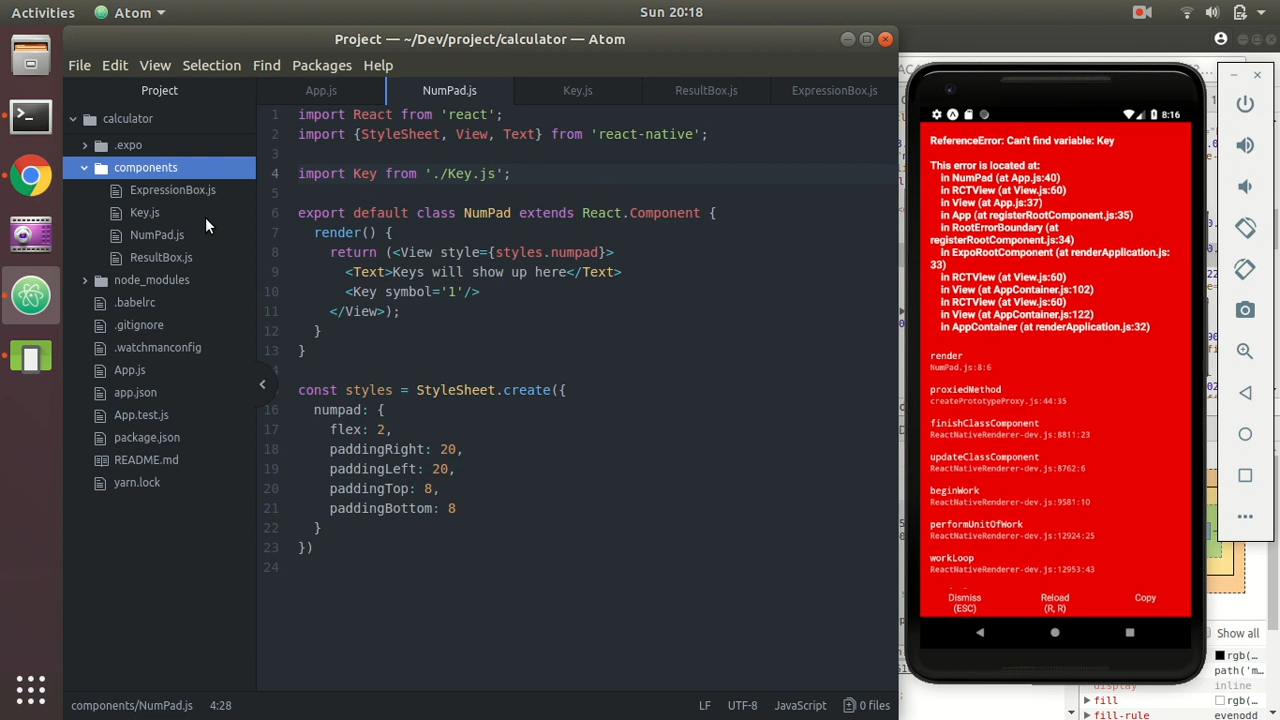 Activities
Atom
Sun 20:18
Project — ~/Dev/project/calculator — Atom
File Edit View Find Selection Packages Help
Project
calculator
.expo
components
ExpressionBox.js
Key.js
NumPad.js
ResultBox.js
node_modules
.babelrc
.gitignore
.watchmanconfig
App.js
app.json
App.test.js
package.json
README.md
yarn.lock
App.js
NumPad.js
Key.js
ResultBox.js
ExpressionBox.js
1 import React from 'react';
2 import {StyleSheet, View, Text} from 'react-native';
3
4 import Key from './Key.js';
5
6 export default class NumPad extends React.Component {
7 render() {
8 return (<View style={styles.numpad}>
9 <Text>Keys will show up here</Text>
10 <Key symbol='1'/>
11 </View>);
12 }
13 }
const styles = StyleSheet.create({
16 numpad: {
17 flex: 2,
18 paddingRight: 20,
19 paddingLeft: 20,
20 paddingTop: 8,
21 paddingBottom: 8
22 }
23 })
24
components/NumPad.js 4:28
LF UTF-8 JavaScript 0 files
8:16
ReferenceError: Can't find variable: Key
This error is located at:
in NumPad (at App.js:40)
in RCTView (at View.js:60)
in View (at App.js:37)
in App (at registerRootComponent.js:35)
in RootErrorBoundary (at
registerRootComponent.js:34)
in ExpoRootComponent (at renderApplication.js:
33)
in RCTView (at View.js:60)
in View (at AppContainer.js:102)
in RCTView (at View.js:60)
in View (at AppContainer.js:122)
in AppContainer (at renderApplication.js:32)
render
NumPad.js:8:6
proxiedMethod
createPrototypeProxy.js:44:35
finishClassComponent
ReactNativeRenderer-dev.js:8811:23
updateClassComponent
ReactNativeRenderer-dev.js:8762:6
beginWork
ReactNativeRenderer-dev.js:9581:10
performUnitOfWork
ReactNativeRenderer-dev.js:12924:25
workLoop
ReactNativeRenderer-dev.js:12953:43
Dismiss
(ESC)
Reload
(R, R)
Copy
Show all
rgb(…
path('m…
display inline
fill rgb(…
fill-rule evenodd